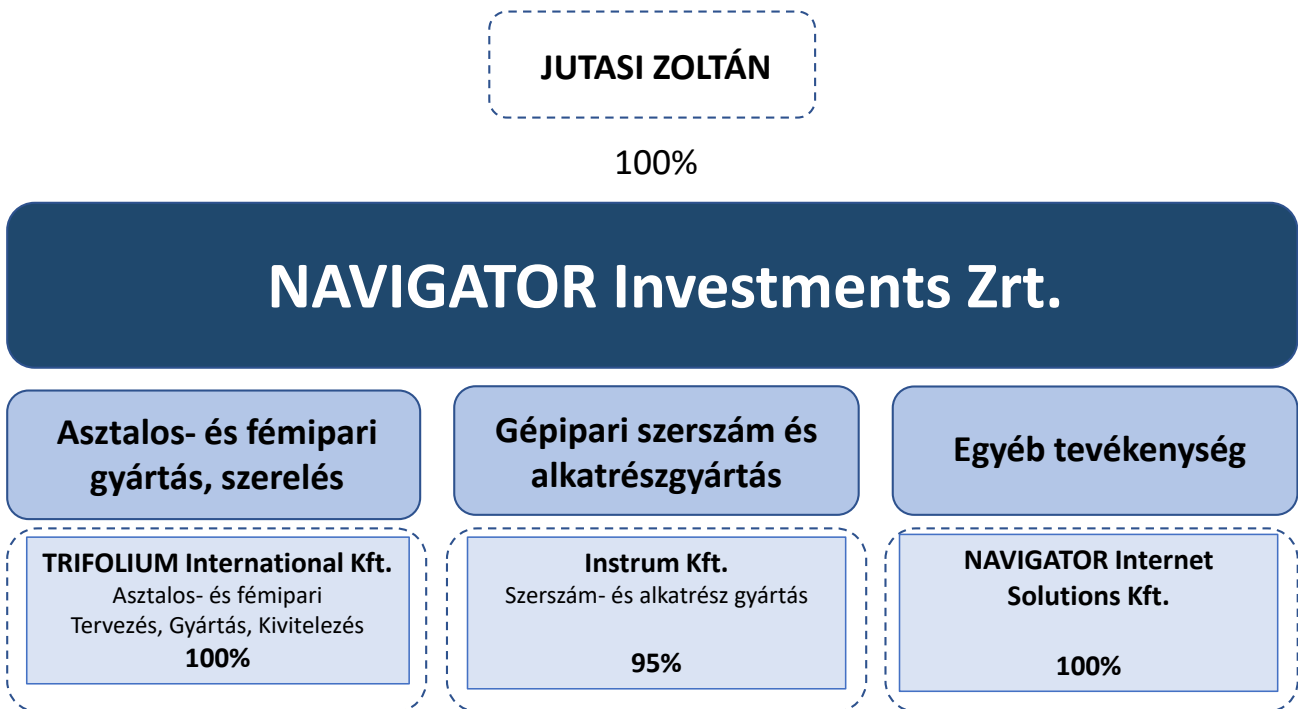 JUTASI ZOLTÁN
100%
NAVIGATOR Investments Zrt.
Asztalos- és fémipari
gyártás, szerelés
TRIFOLIUM International Kft.
Asztalos- és fémipari
Tervezés, Gyártás, Kivitelezés
100%
Gépipari szerszám és
alkatrészgyártás
Instrum Kft.
Szerszám- és alkatrész gyártás
95%
Egyéb tevékenység
NAVIGATOR Internet
Solutions Kft.
100%